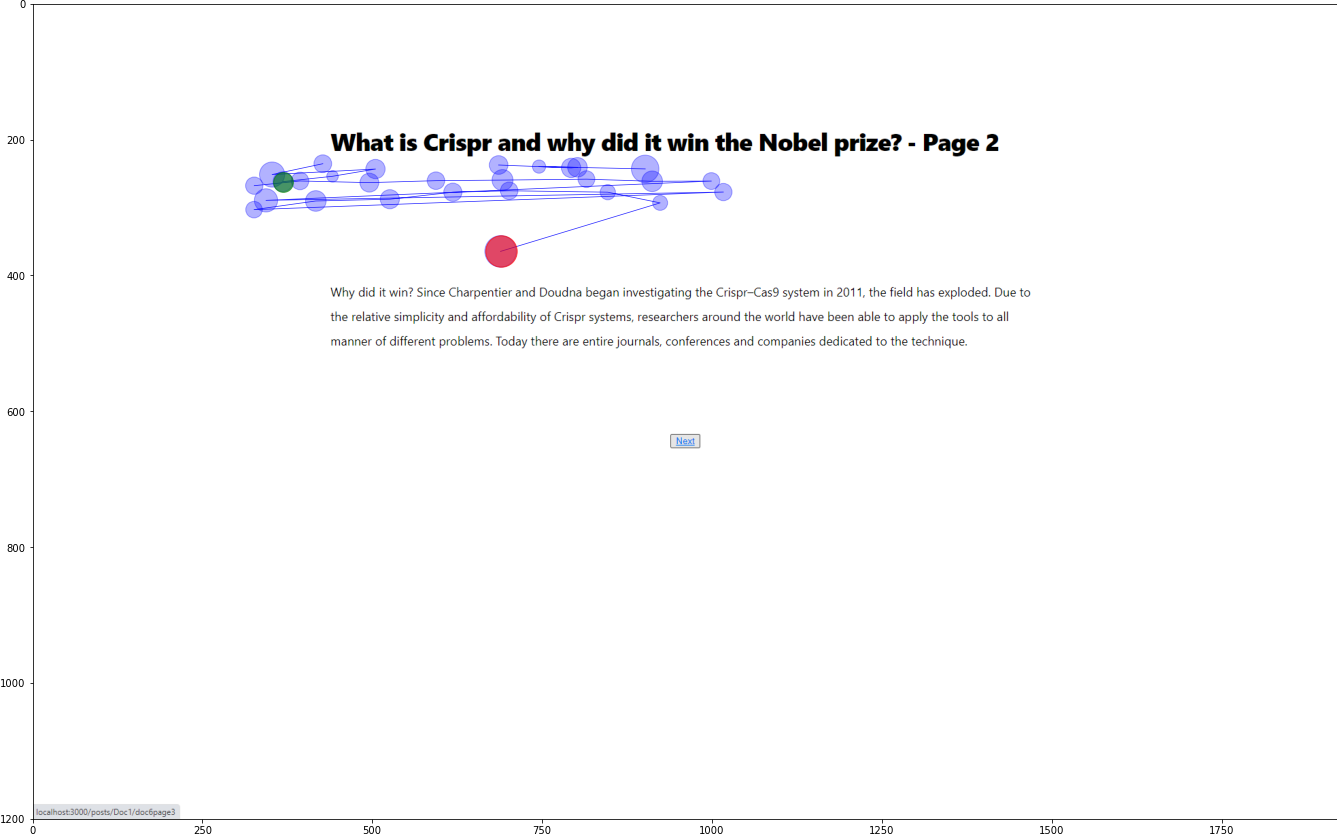 0
200
What is Crispr and why did it win the Nobel prize? - Page 2
400
Why did it win? Since Charpentier and Doudna began investigating the Crispr–Cas9 system in 2011, the field has exploded. Due to
the relative simplicity and affordability of Crispr systems, researchers around the world have been able to apply the tools to all
manner of different problems. Today there are entire journals, conferences and companies dedicated to the technique.
600
Next
800
1000
localhost:3000/posts/Doc1/doc6page3
1200
0 250 500 750 1000 1250 1500 1750